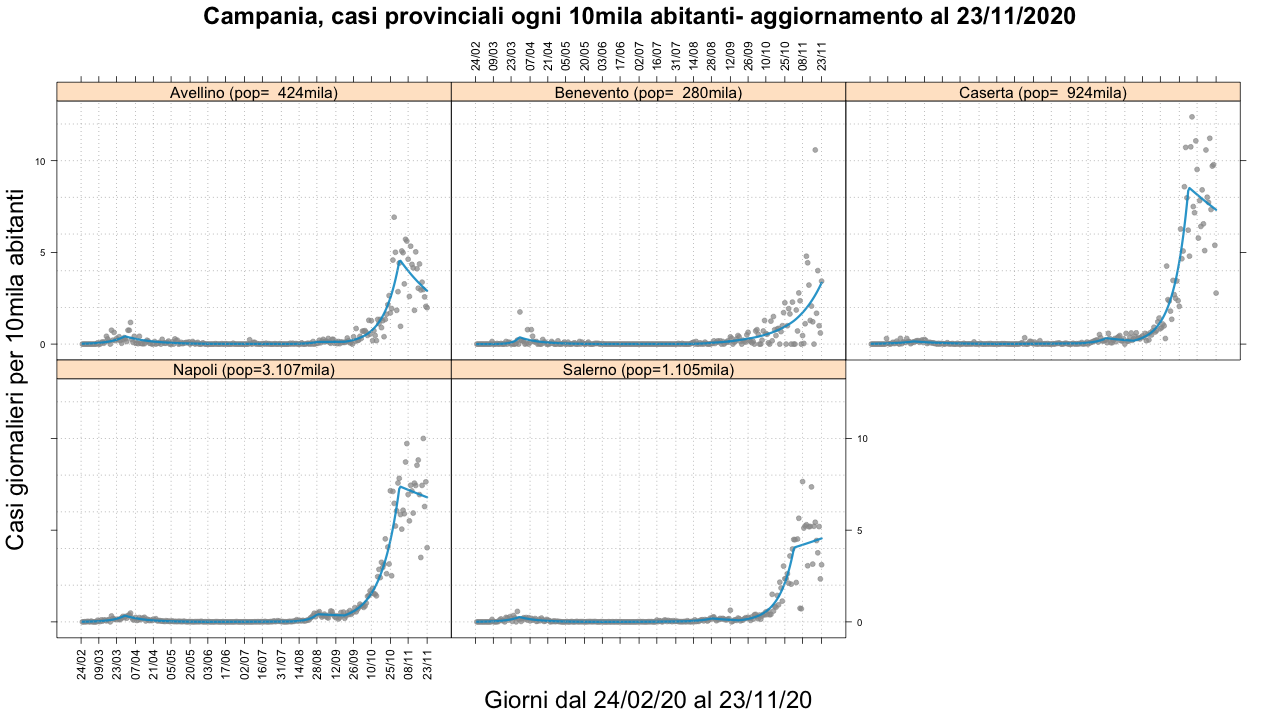 Campania, casi provinciali ogni 10mila abitanti- aggiornamento al 23/11/2020
24/02 09/03 23/03 07/04 21/04 05/05 20/05 03/06 17/06 02/07 16/07 31/07 14/08 28/08 12/09 26/09 10/10 25/10 08/11 23/11
Avellino (pop= 424mila)
Benevento (pop= 280mila)
Caserta (pop= 924mila)
10
5
0
Casi giornalieri per 10mila abitanti
Napoli (pop=3.107mila)
Salerno (pop=1.105mila)
10
5
0
24/02 09/03 23/03 07/04 21/04 05/05 20/05 03/06 17/06 02/07 16/07 31/07 14/08 28/08 12/09 26/09 10/10 25/10 08/11 23/11
Giorni dal 24/02/20 al 23/11/20